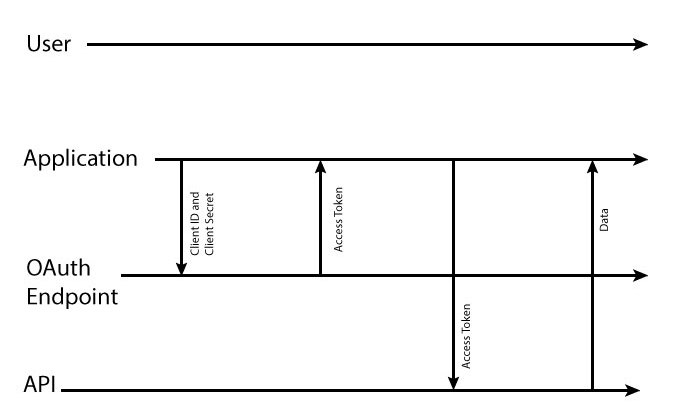 User
Application
Client ID and
Client Secret
Access Token
Data
OAuth
Endpoint
Access Token
API